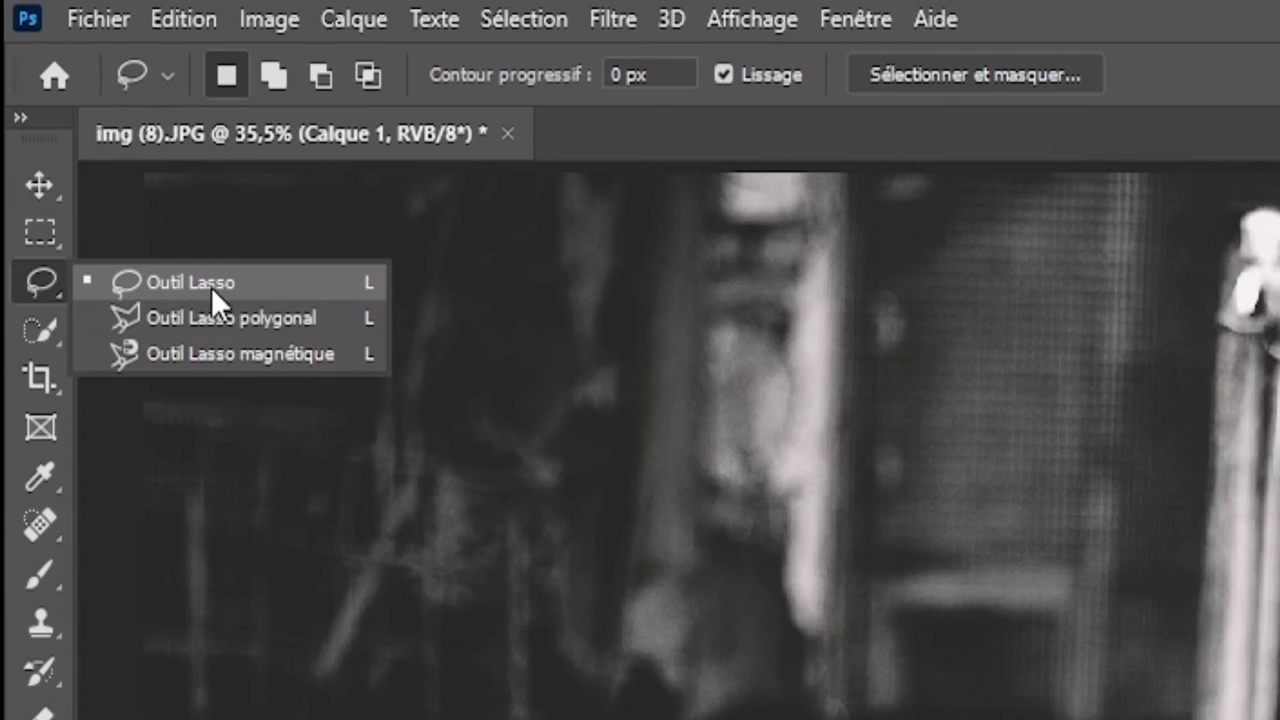 Ps Fichier Edition Image Calque Texte Sélection Filtre 3D Affichage Fenêtre Aide
Contour progressif : 0 px Lissage Sélectionner et masquer...
img (8).JPG @ 35,5% (Calque 1, RVB/8*) *
Outil Lasso L
Outil Lasso polygonal L
Outil Lasso magnétique L